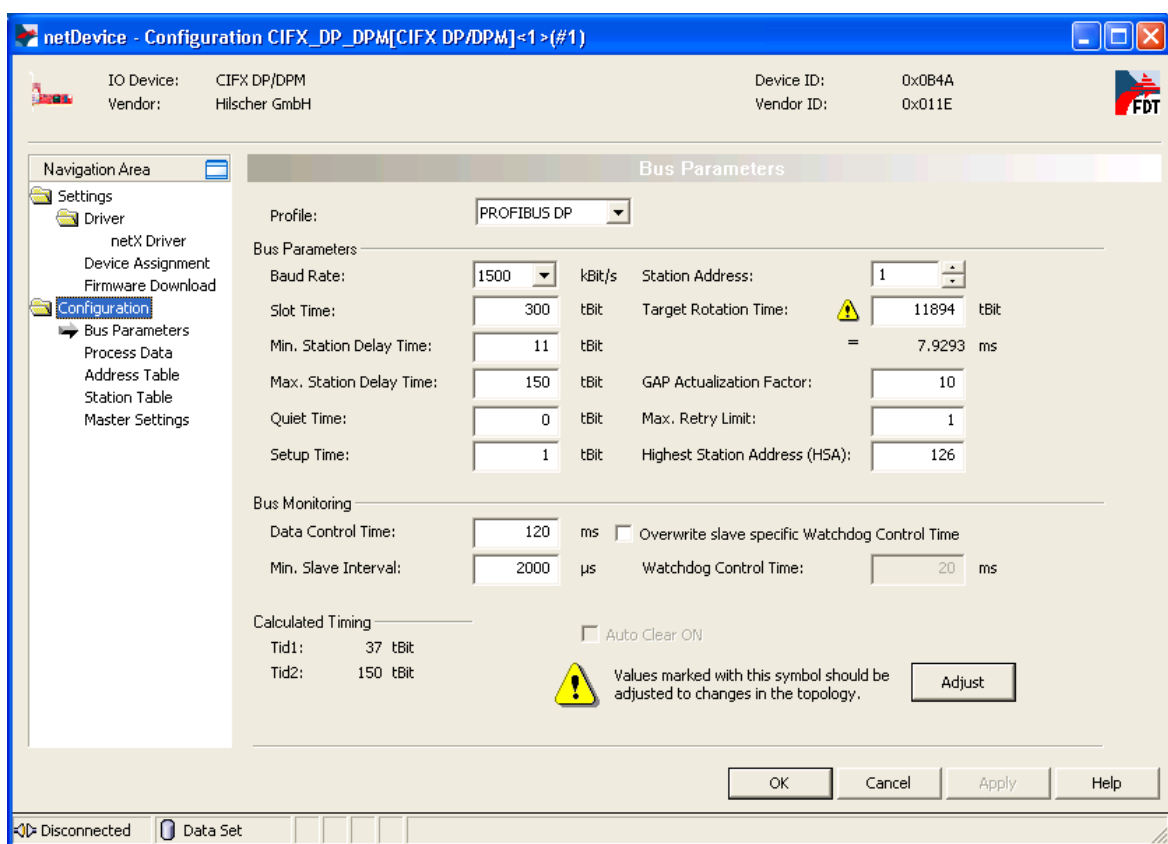 netDevice - Configuration CIFX_DP_DPM[CIFX DP/DPM]<1>(#1)
IO Device: CIFX DP/DPM Device ID: 0x0B4A
Vendor: Hilscher GmbH Vendor ID: 0x011E
FDT
Navigation Area
Settings
Driver
netX Driver
Device Assignment
Firmware Download
Configuration
Bus Parameters
Process Data
Address Table
Station Table
Master Settings
Bus Parameters
Profile: PROFIBUS DP
Bus Parameters
Baud Rate: 1500 kBit/s Station Address: 1
Slot Time: 300 tBit Target Rotation Time: 11894 tBit
Min. Station Delay Time: 11 tBit = 7.9293 ms
Max. Station Delay Time: 150 tBit GAP Actualization Factor: 10
Quiet Time: 0 tBit Max. Retry Limit: 1
Setup Time: 1 tBit Highest Station Address (HSA): 126
Bus Monitoring
Data Control Time: 120 ms Overwrite slave specific Watchdog Control Time
Min. Slave Interval: 2000 µs Watchdog Control Time: 20 ms
Calculated Timing
Auto Clear ON
Tid1: 37 tBit
Tid2: 150 tBit
Values marked with this symbol should be
adjusted to changes in the topology.
Adjust
OK Cancel Apply Help
Disconnected Data Set